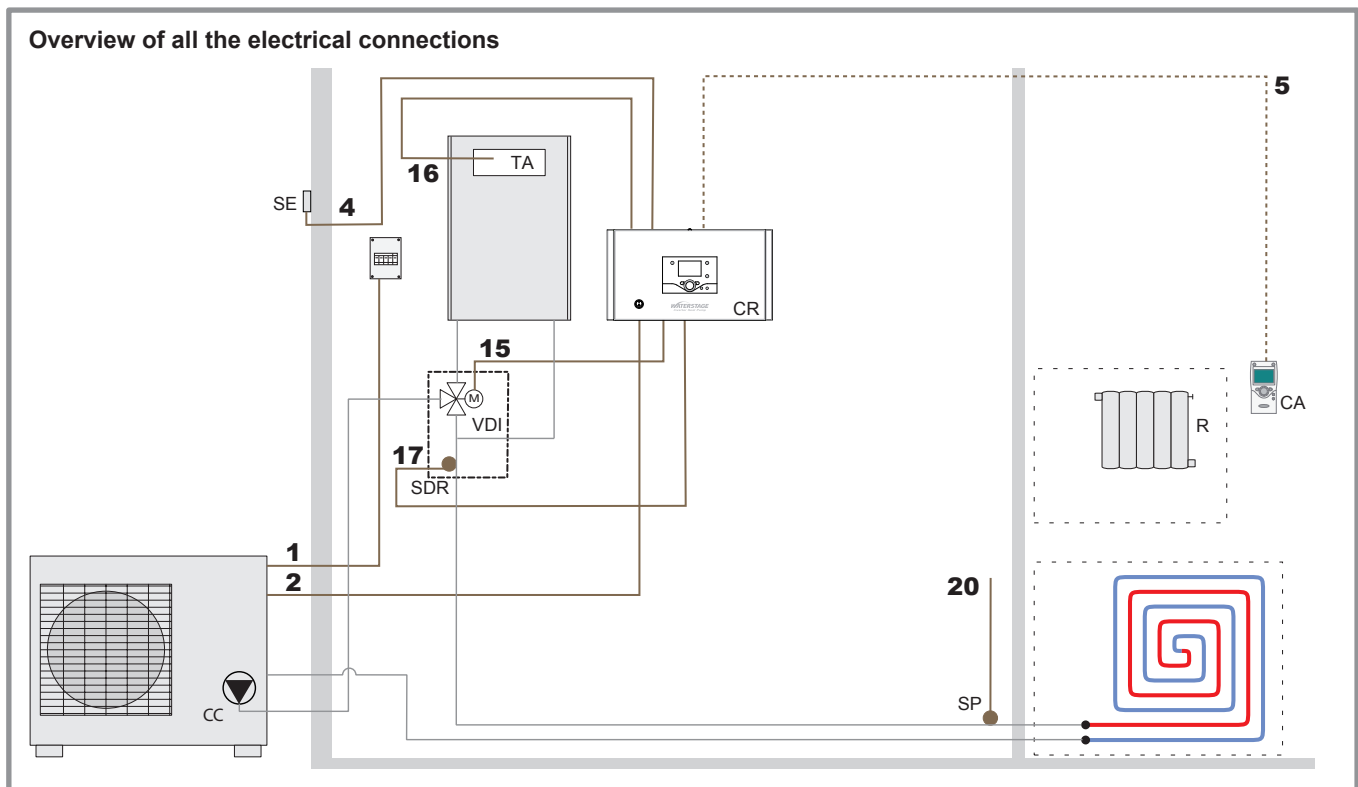 Overview of all the electrical connections
5
TA
16
SE
4
WATERSTAGE
CR
15
M
VDI
CA
R
17
SDR
1
2
20
SP
CC